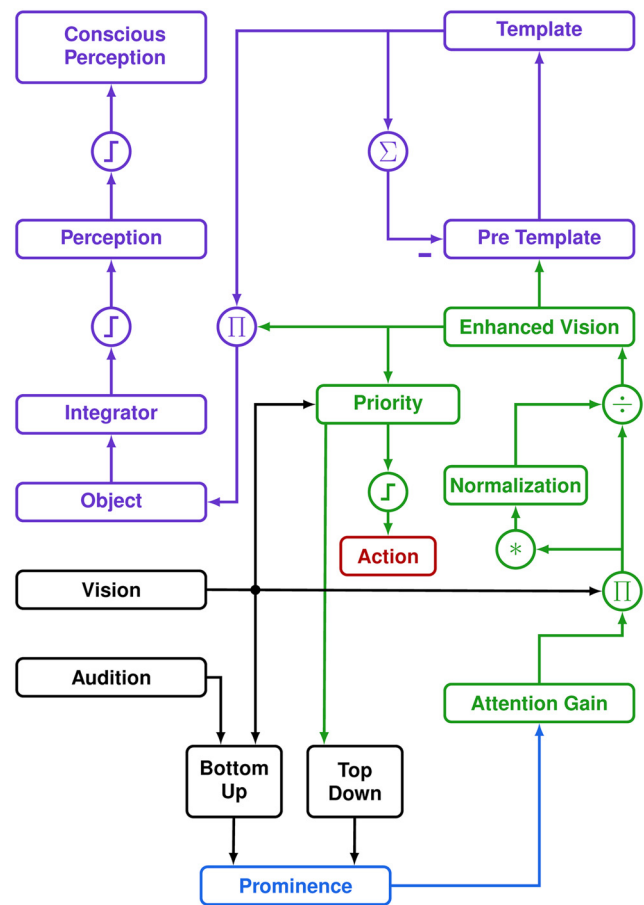 Conscious
Perception
Template
Σ
Perception
Pre Template
-
Π
Enhanced Vision
Integrator
Priority
÷
Object
Normalization
Action
*
Vision
Π
Audition
Attention Gain
Bottom
Up
Top
Down
Prominence